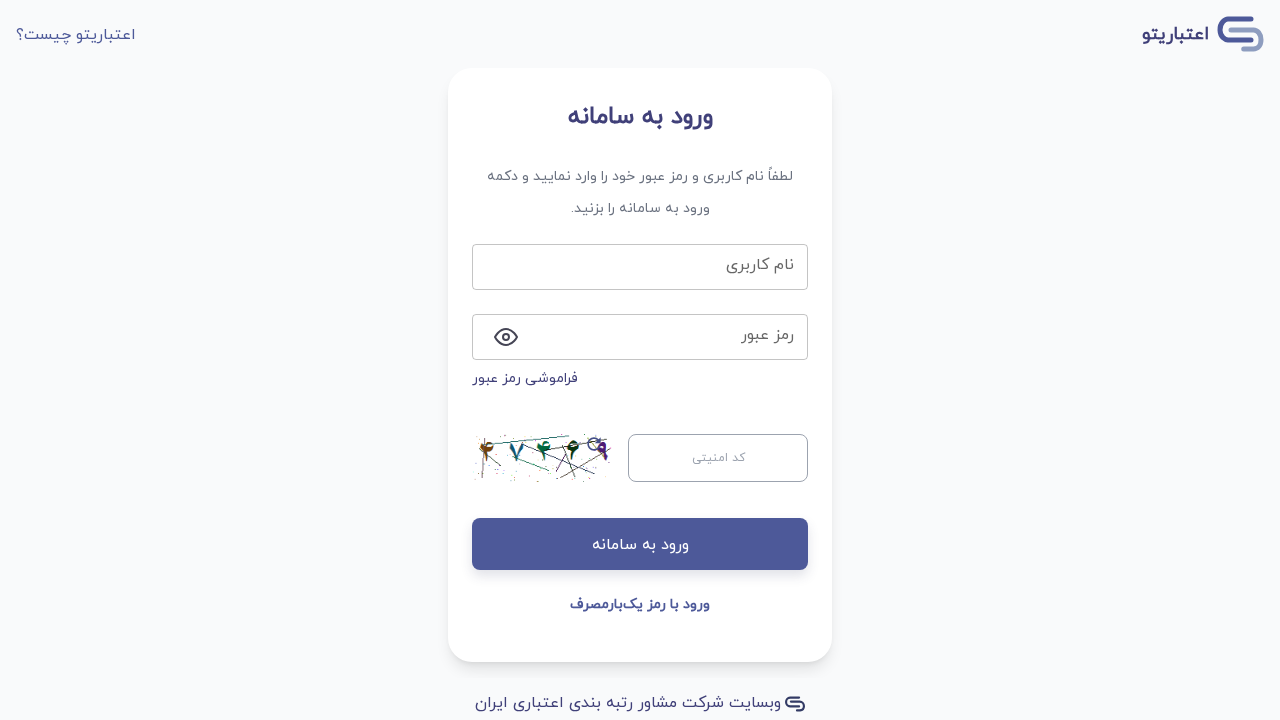 اعتباریتو
اعتباریتو چیست؟
ورود به سامانه
لطفاً نام کاربری و رمز عبور خود را وارد نمایید و دکمه
ورود به سامانه را بزنید.
نام کاربری
رمز عبور
فراموشی رمز عبور
کد امنیتی
ورود به سامانه
ورود با رمز یک‌بارمصرف
وبسایت شرکت مشاور رتبه بندی اعتباری ایران